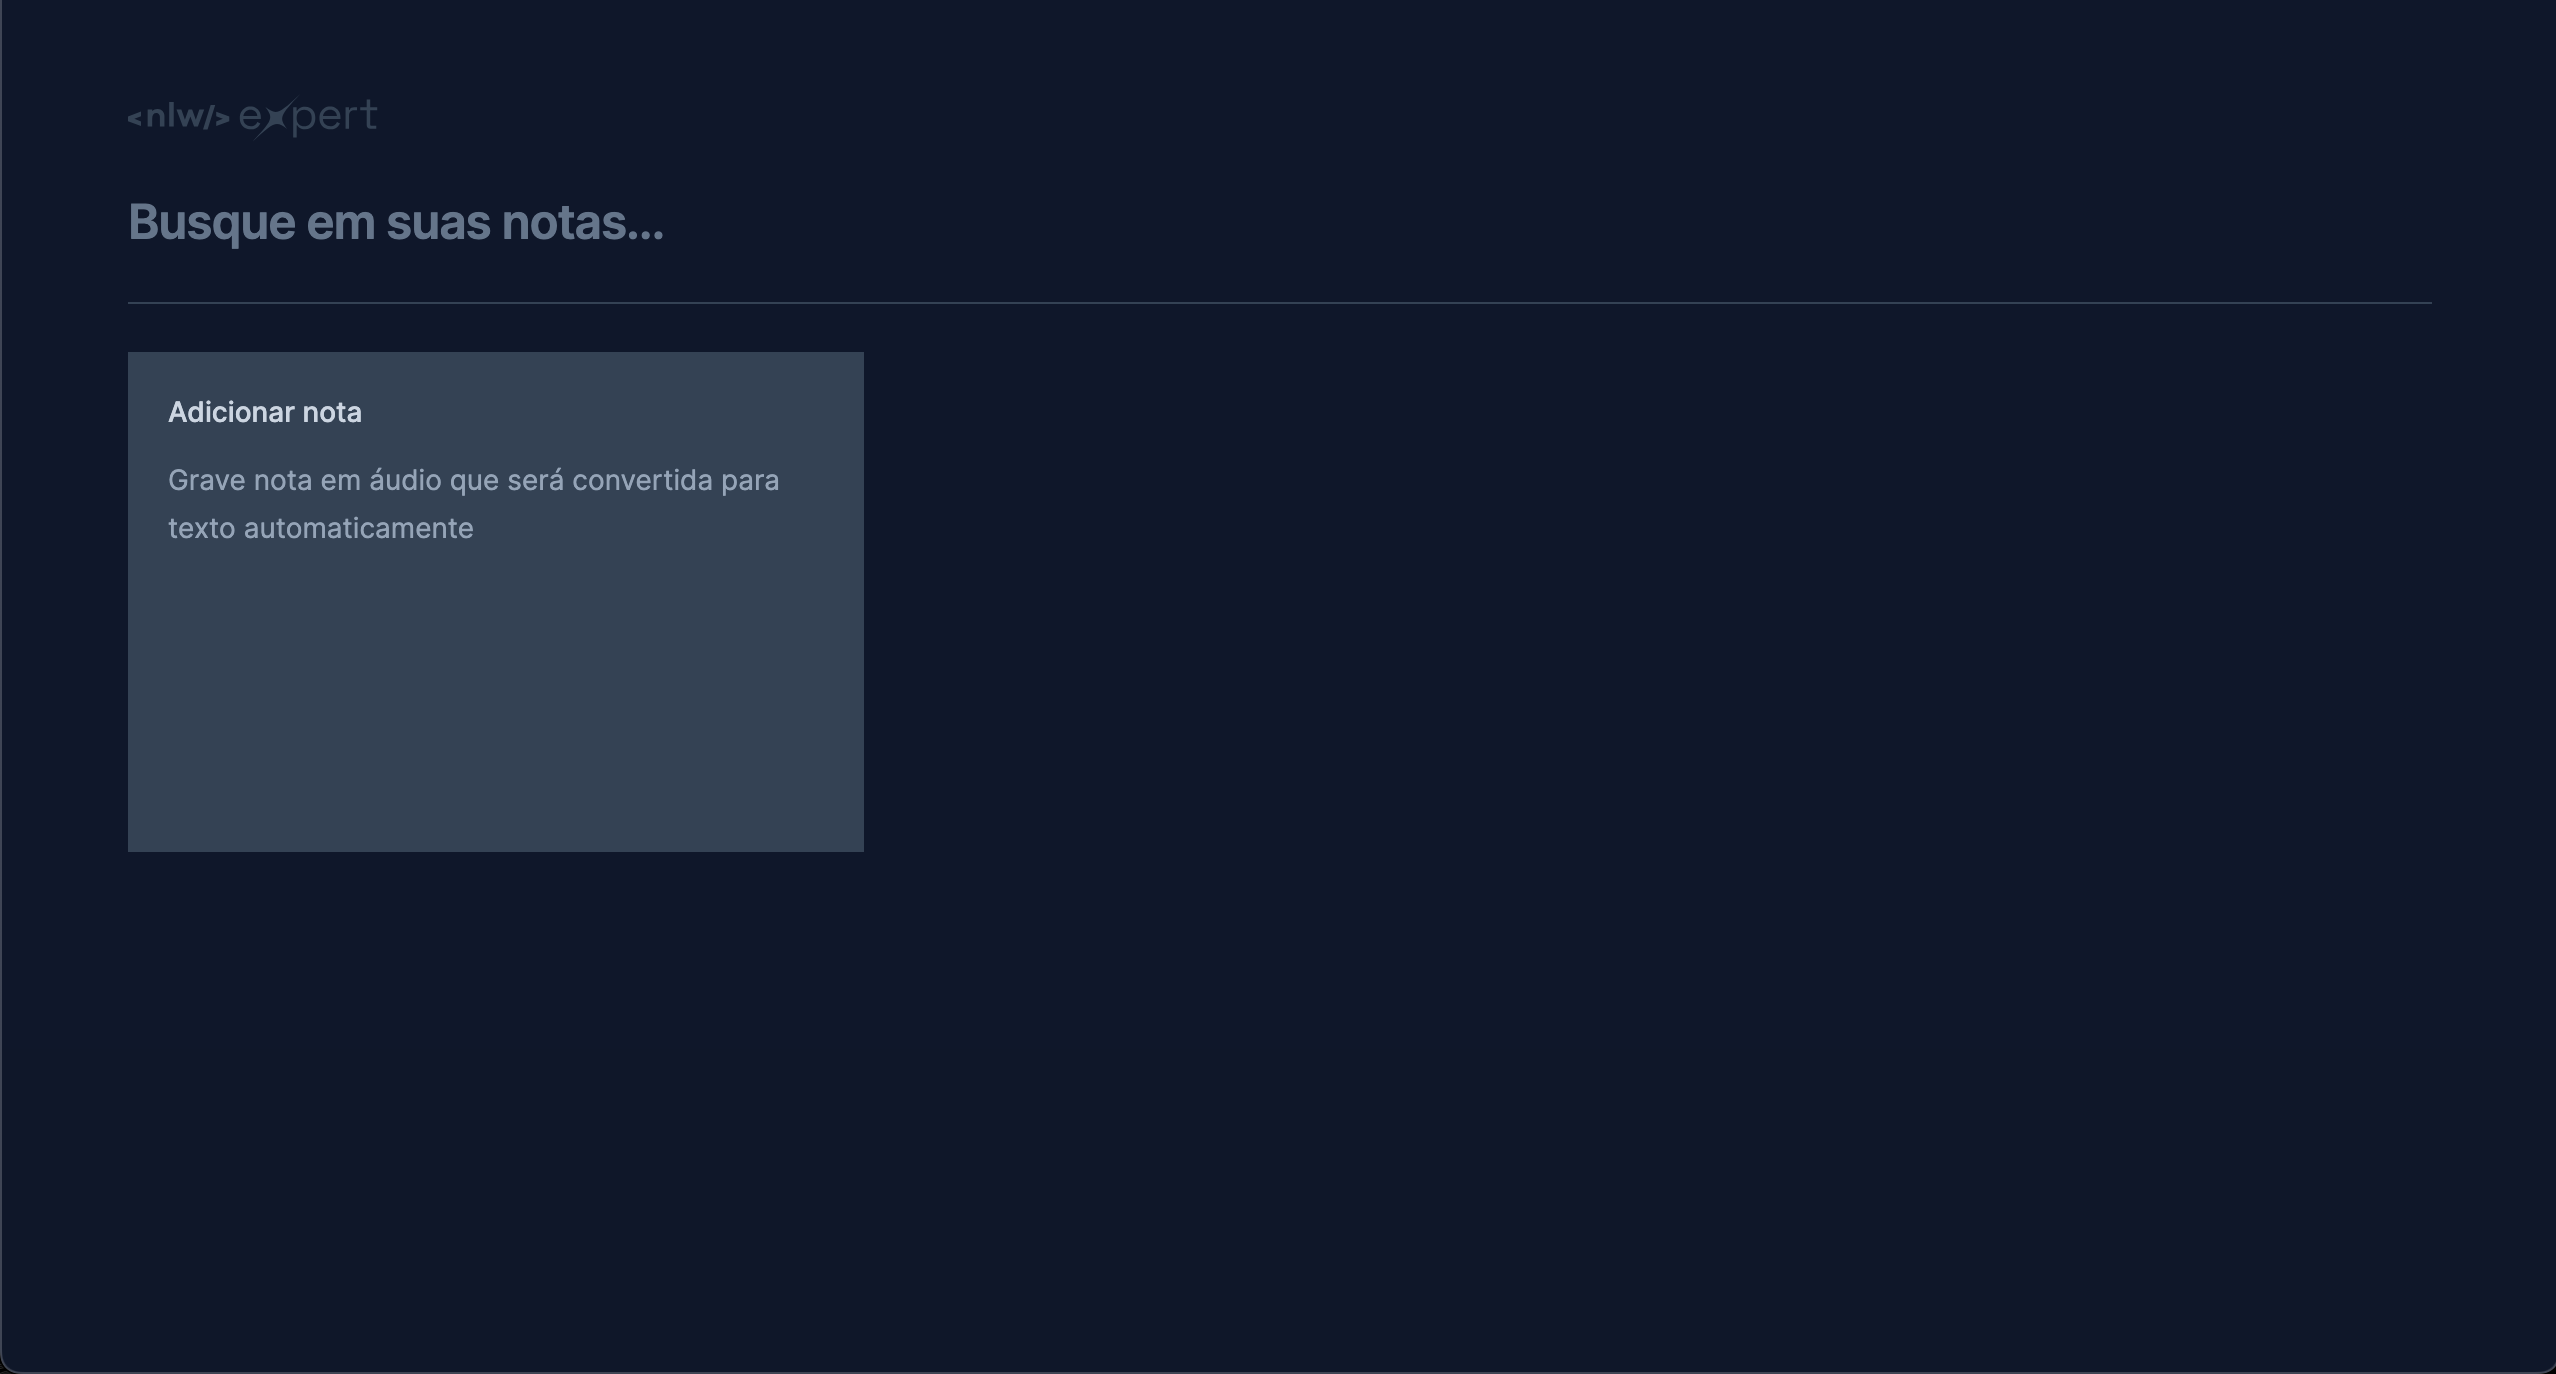 <nlw/> expert
Busque em suas notas...
Adicionar nota
Grave nota em áudio que será convertida para
texto automaticamente